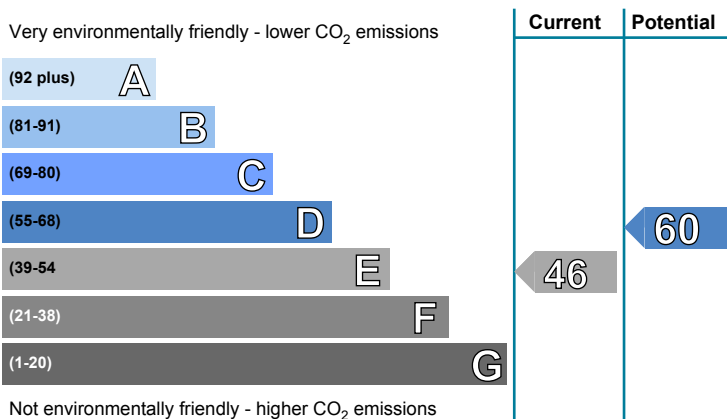 Very environmentally friendly - lower CO2 emissions
Current
Potential
(92 plus) A
(81-91) B
(69-80) C
(55-68) D
60
(39-54 E
46
(21-38) F
(1-20) G
Not environmentally friendly - higher CO2 emissions